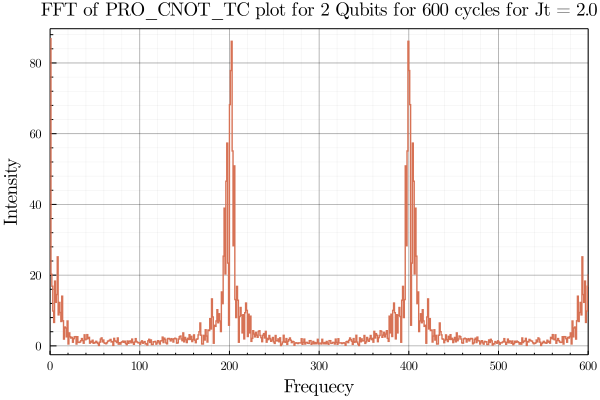 FFT of PRO_CNOT_TC plot for 2 Qubits for 600 cycles for Jt = 2.0
80
60
40
20
0
Intensity
0 100 200 300 400 500 600
Frequecy